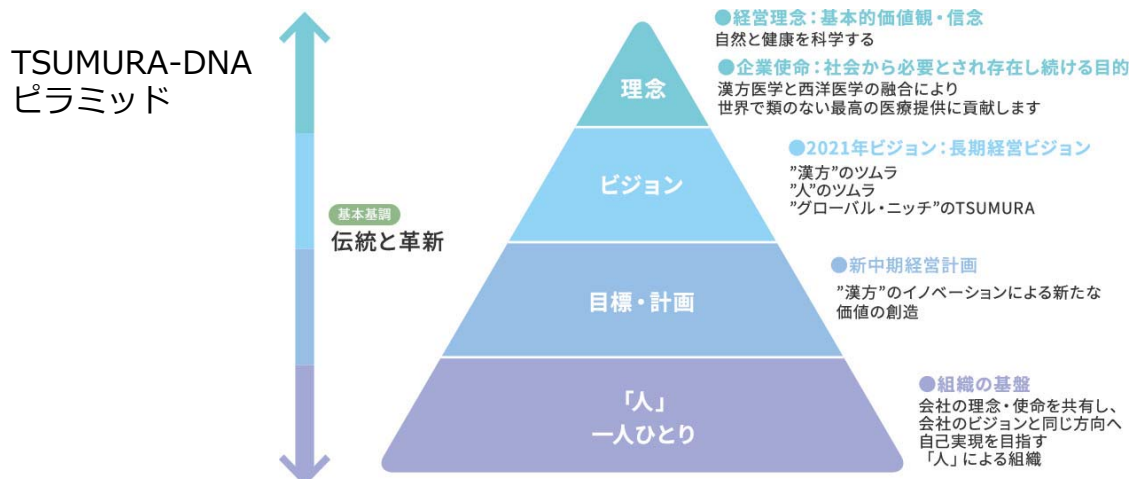 TSUMURA-DNA
ピラミッド
基本基調
伝統と革新
理念
●経営理念：基本的価値観・信念
自然と健康を科学する
●企業使命：社会から必要とされ存在し続ける目的
漢方医学と西洋医学の融合により
世界で類のない最高の医療提供に貢献します
ビジョン
●2021年ビジョン：長期経営ビジョン
”漢方”のツムラ
”人”のツムラ
”グローバル・ニッチ”のTSUMURA
目標・計画
●新中期経営計画
”漢方”のイノベーションによる新たな
価値の創造
「人」
一人ひとり
●組織の基盤
会社の理念・使命を共有し、
会社のビジョンと同じ方向へ
自己実現を目指す
「人」による組織